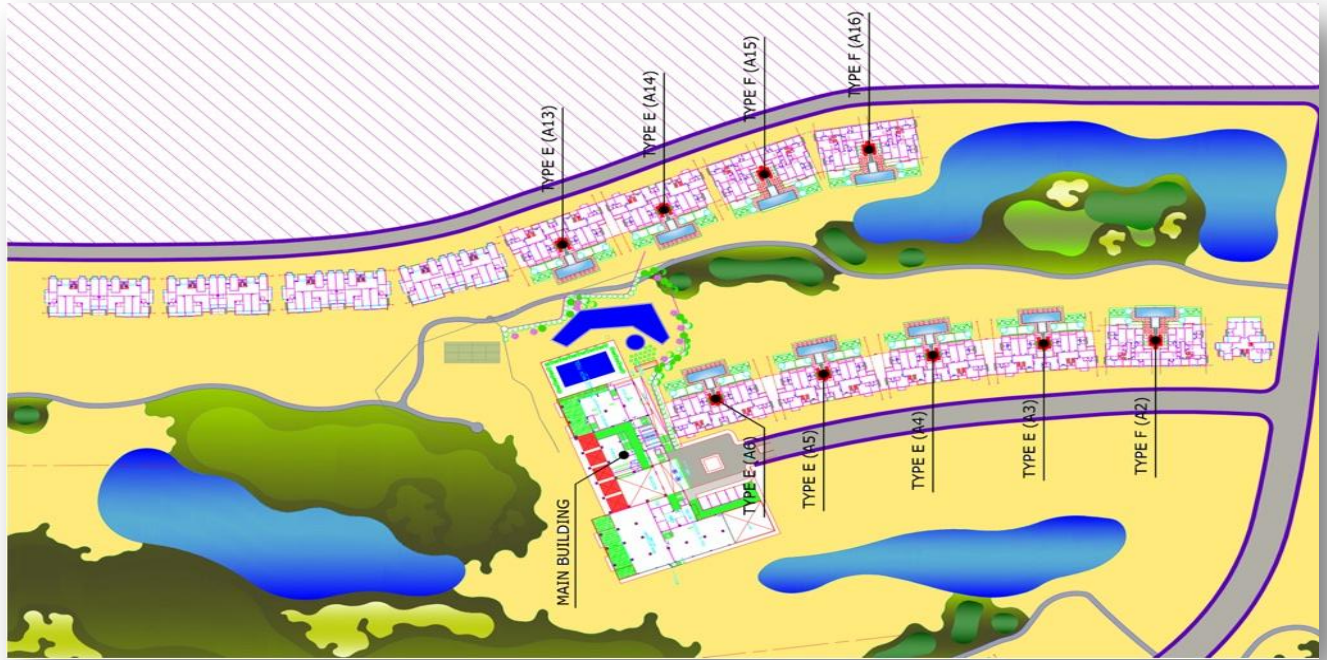 TYPE E (A13)
TYPE E (A14)
TYPE F (A15)
TYPE F (A16)
MAIN BUILDING
TYPE E (A6)
TYPE E (A5)
TYPE E (A4)
TYPE E (A3)
TYPE F (A2)